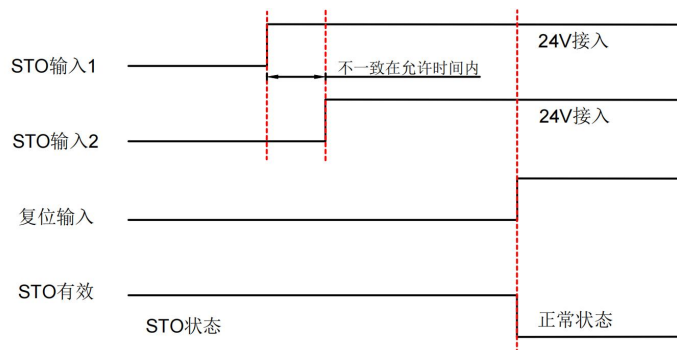 24V接入
STO输入1
不一致在允许时间内
24V接入
STO输入2
复位输入
STO有效
STO状态
正常状态